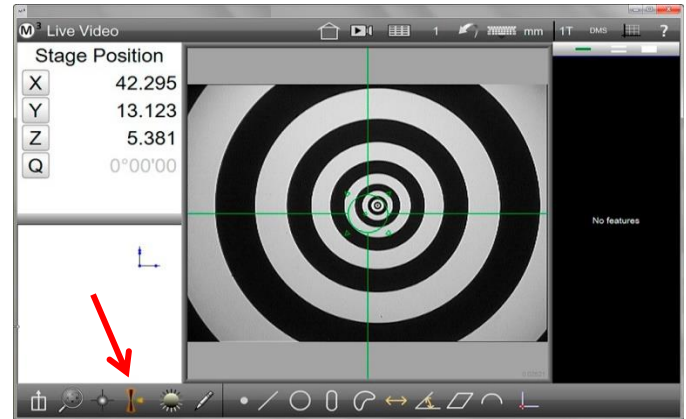 M³ Live Video
1
mm
1T
DMS
?
Stage Position
X 42.295
Y 13.123
Z 5.381
Q 0°00'00
No features